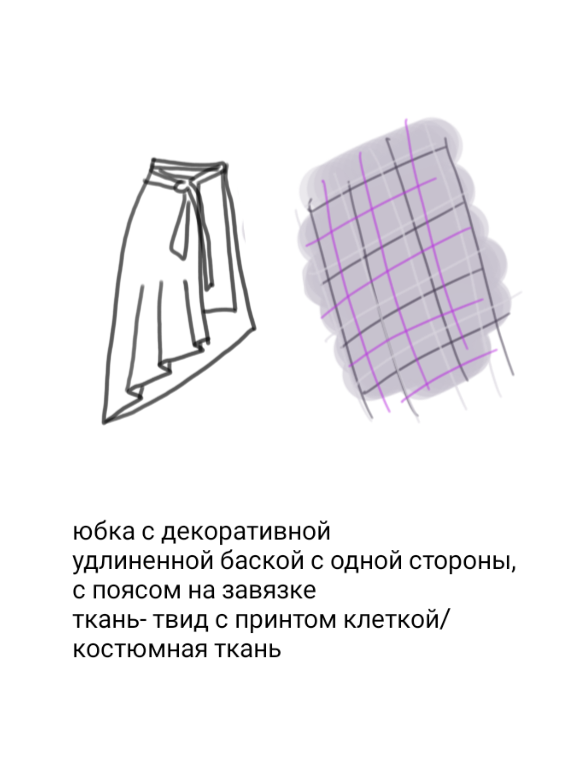 юбка с декоративной
удлиненной баской с одной стороны,
с поясом на завязке
ткань- твид с принтом клеткой/
костюмная ткань